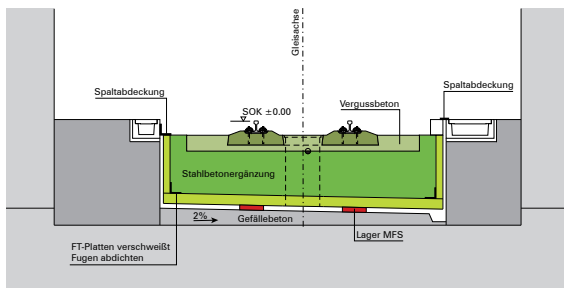 Gleisachse
Spaltabdeckung
Spaltabdeckung
SOK ±0.00
Vergussbeton
Stahlbetonergänzung
2%
Gefällebeton
FT-Platten verschweißt
Fugen abdichten
Lager MFS